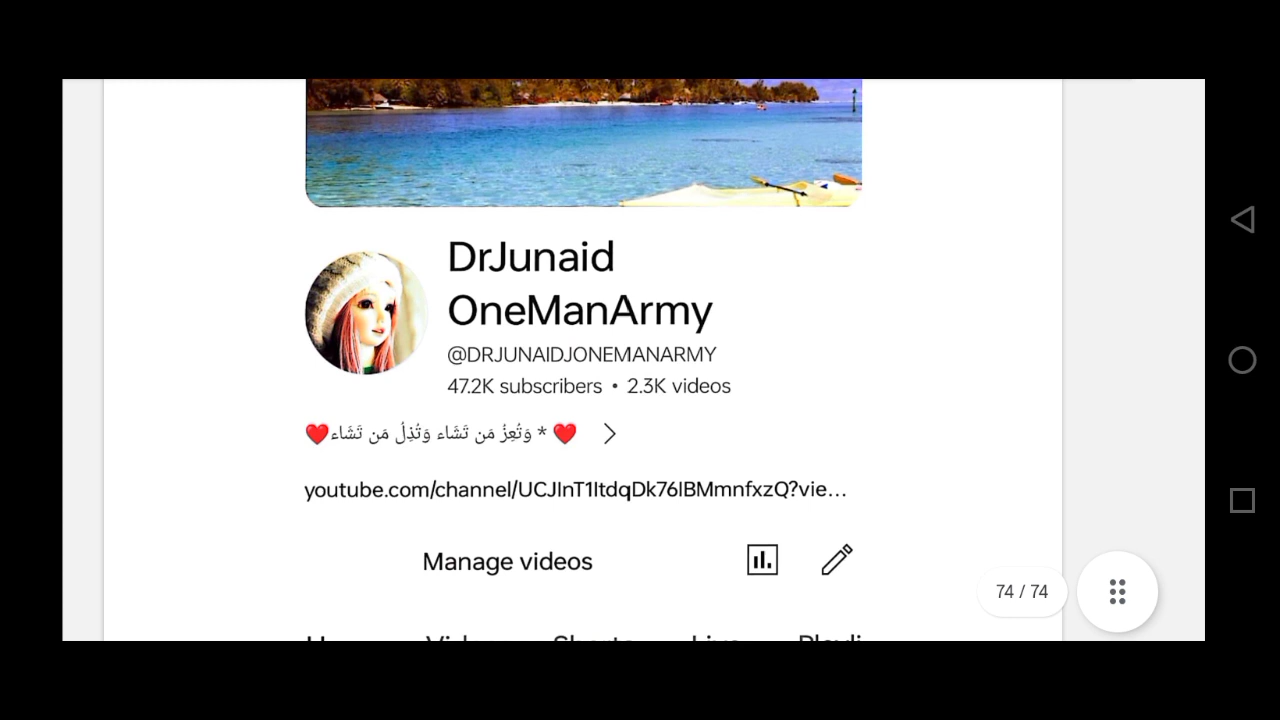 DrJunaid
OneManArmy
@DRJUNAIDJONEMANARMY
47.2K subscribers • 2.3K videos
❤️ * وَتُعِزُ مَن تَشَاء وَتُذِلُ مَن تَشَاء❤️
youtube.com/channel/UCJInT1ItdqDk76IBMmnfxzQ?vie...
Manage videos
74 / 74